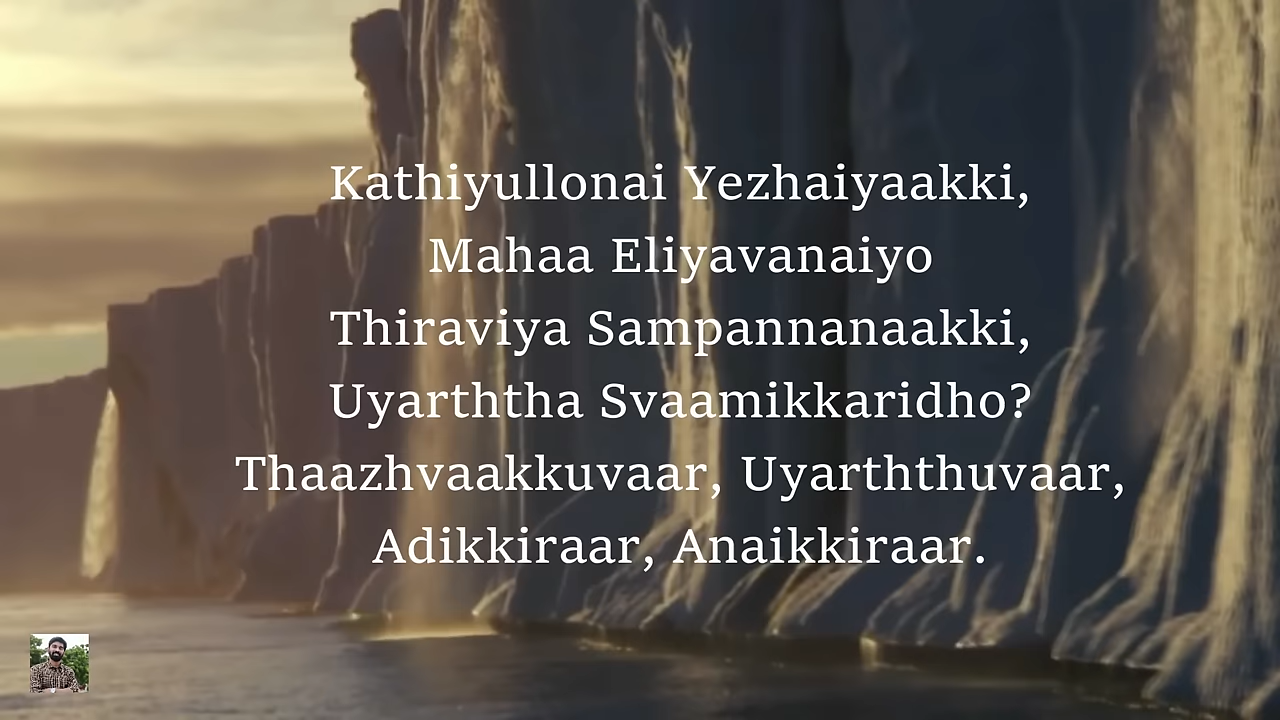 Kathiyullonai Yezhaiyaakki,
Mahaa Eliyavanaiyo
Thiraviya Sampannanaakki,
Uyarththa Svaamikkaridho?
Thaazhvaakkuvaar, Uyarththuvaar,
Adikkiraar, Anaikkiraar.